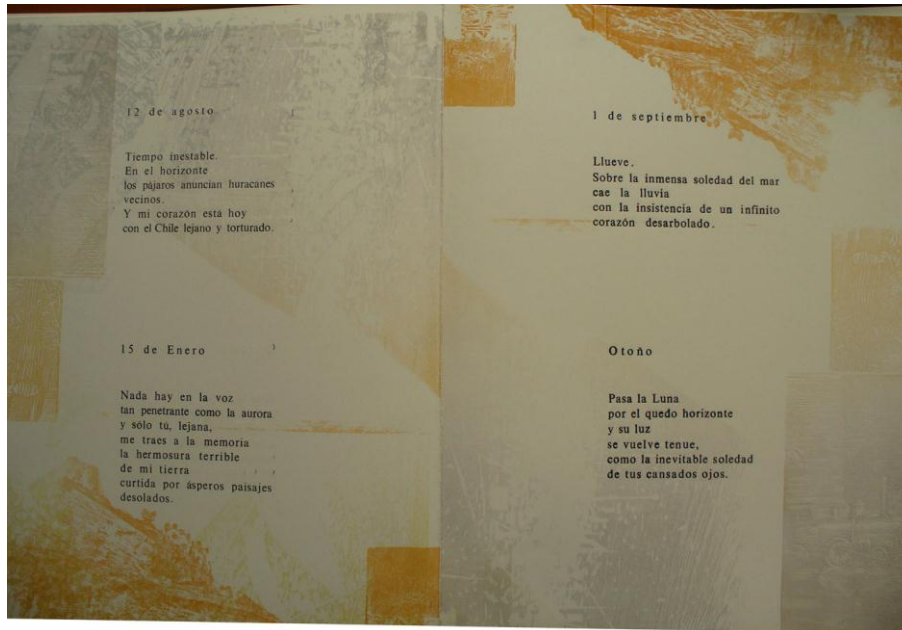 12 de agosto
Tiempo inestable.
En el horizonte
los pájaros anuncian huracanes
vecinos.
Y mi corazón esta hoy
con el Chile lejano y torturado.
15 de Enero
Nada hay en la voz
tan penetrante como la aurora
y sólo tú, lejana,
me traes a la memoria
la hermosura terrible
de mi tierra
curtida por ásperos paisajes
desolados.
1 de septiembre
Llueve.
Sobre la inmensa soledad del mar
cae la lluvia
con la insistencia de un infinito
corazón desarbolado.
Otoño
Pasa la Luna
por el quedo horizonte
y su luz
se vuelve tenue,
como la inevitable soledad
de tus cansados ojos.